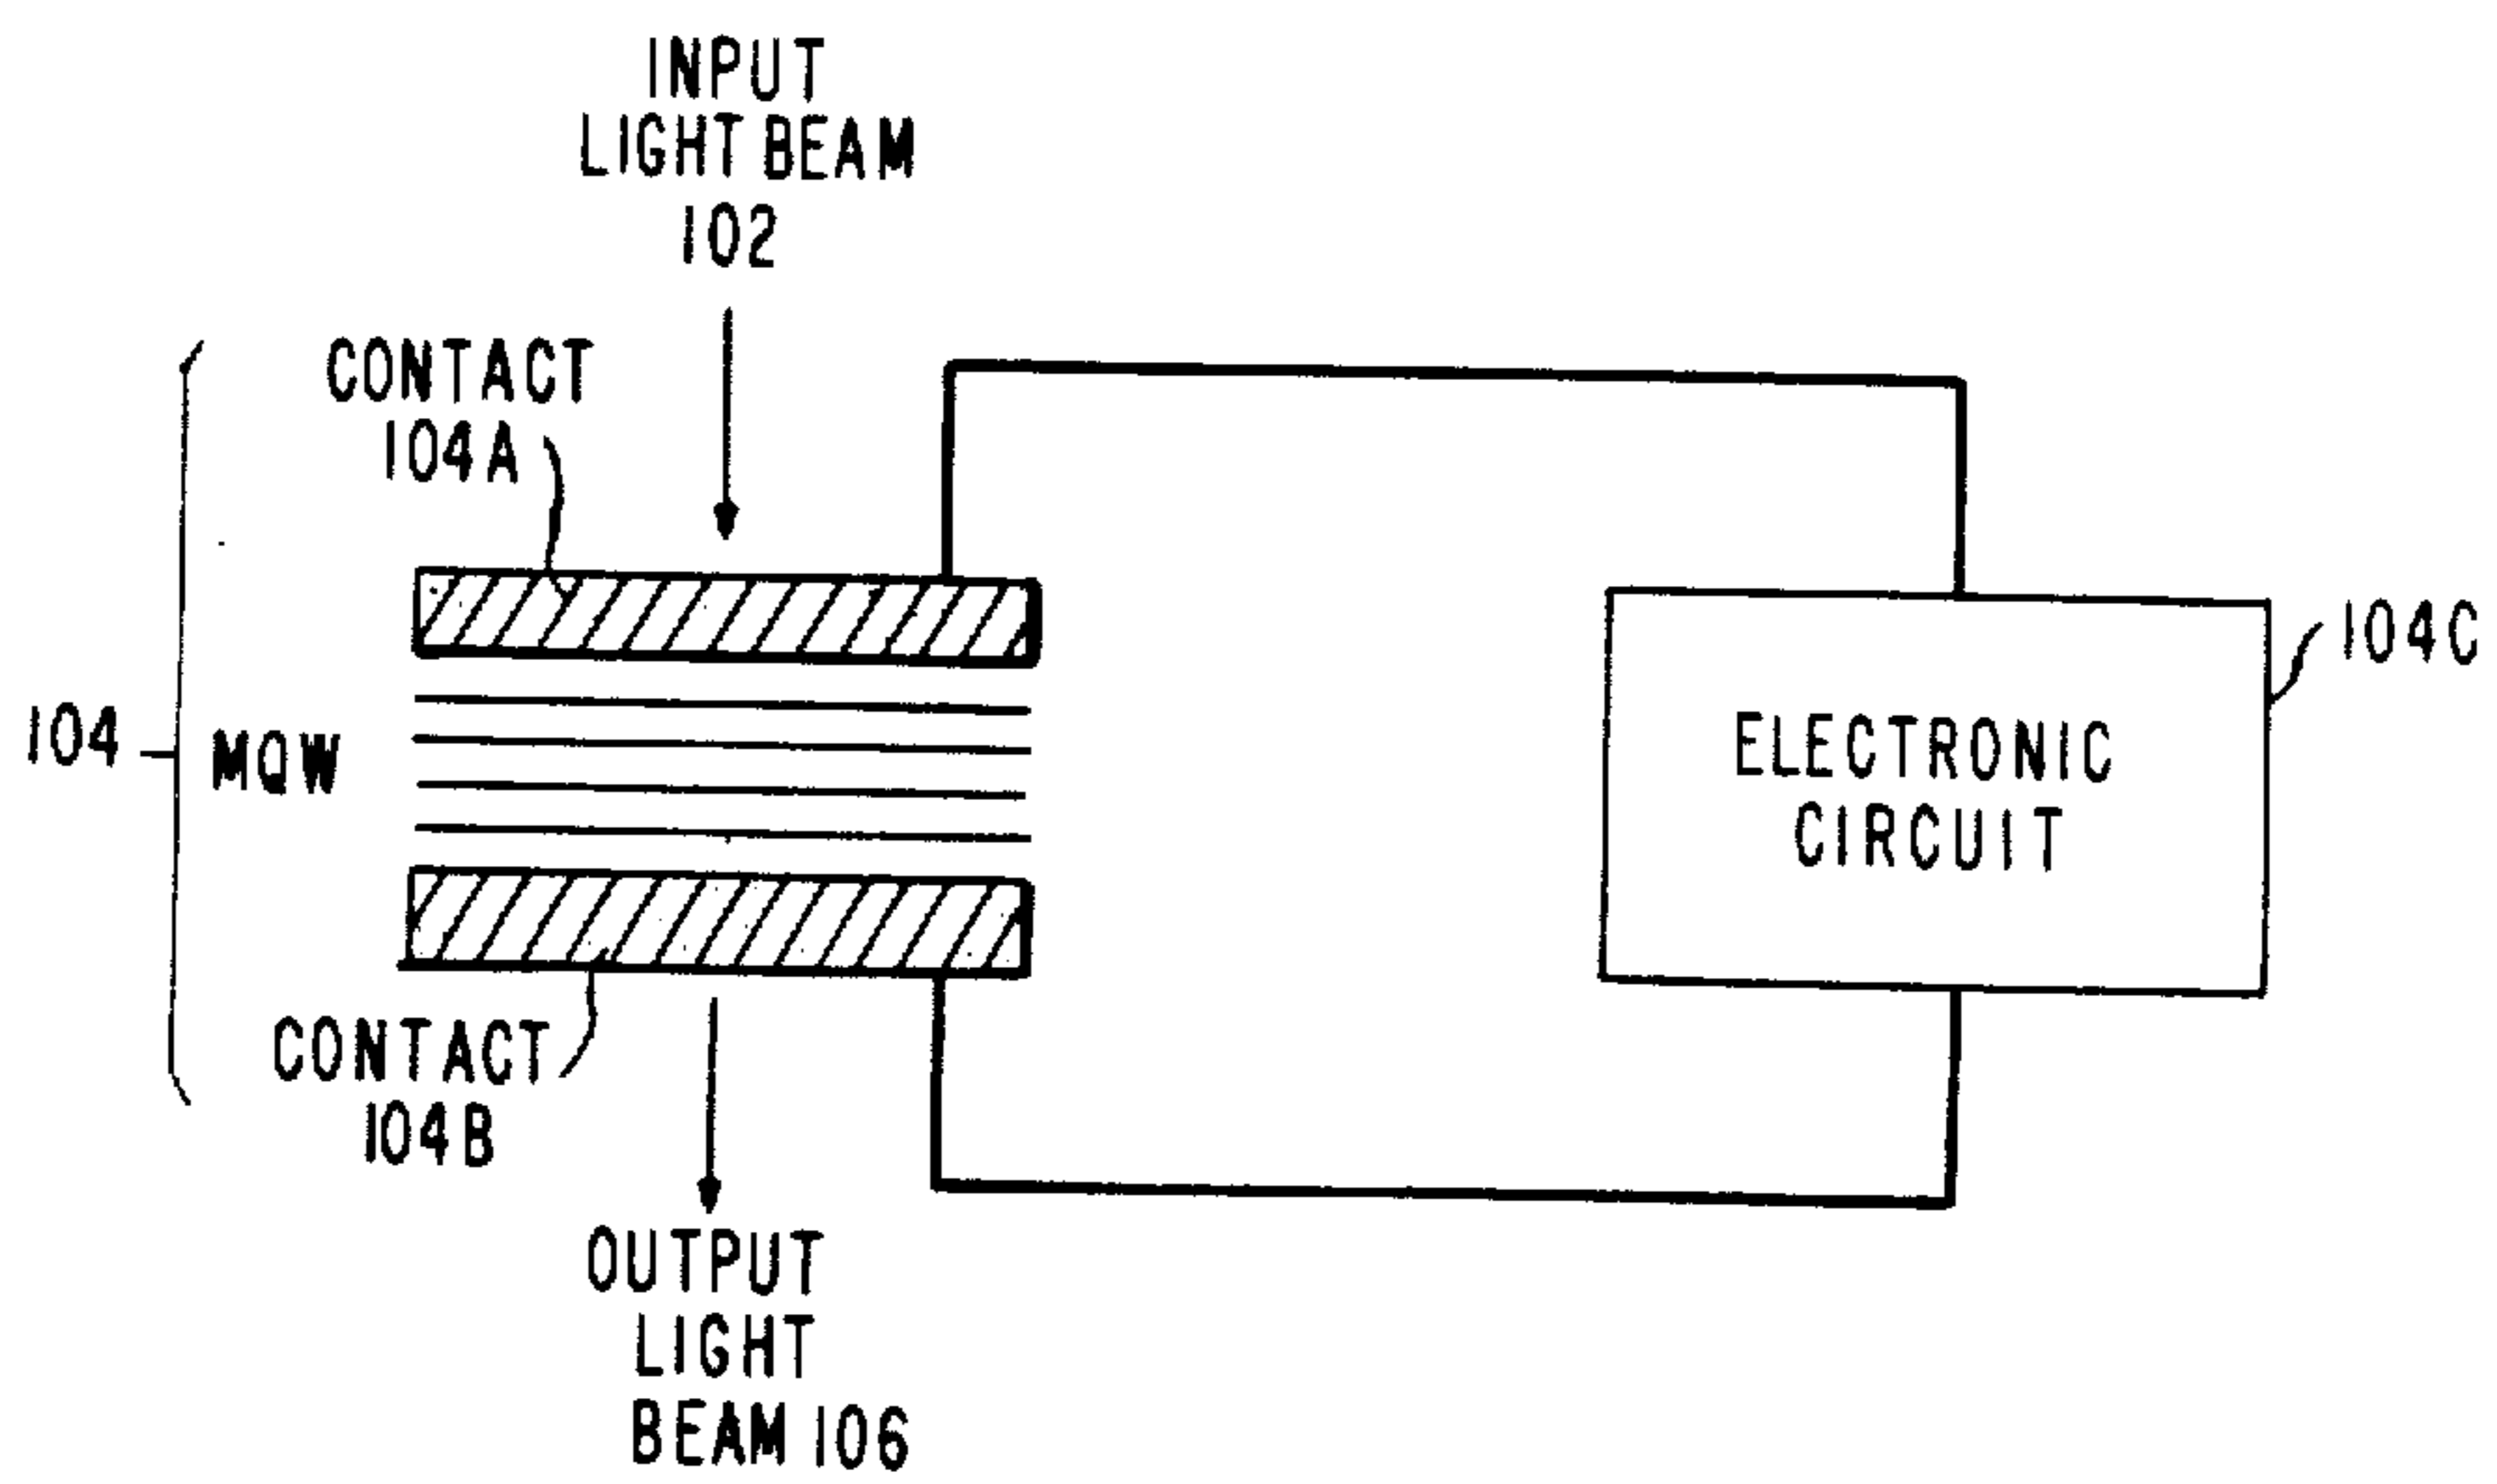 INPUT
LIGHT BEAM
102
CONTACT
104A
104C
104
MQW
ELECTRONIC
CIRCUIT
CONTACT
104B
OUTPUT
LIGHT
BEAM 106